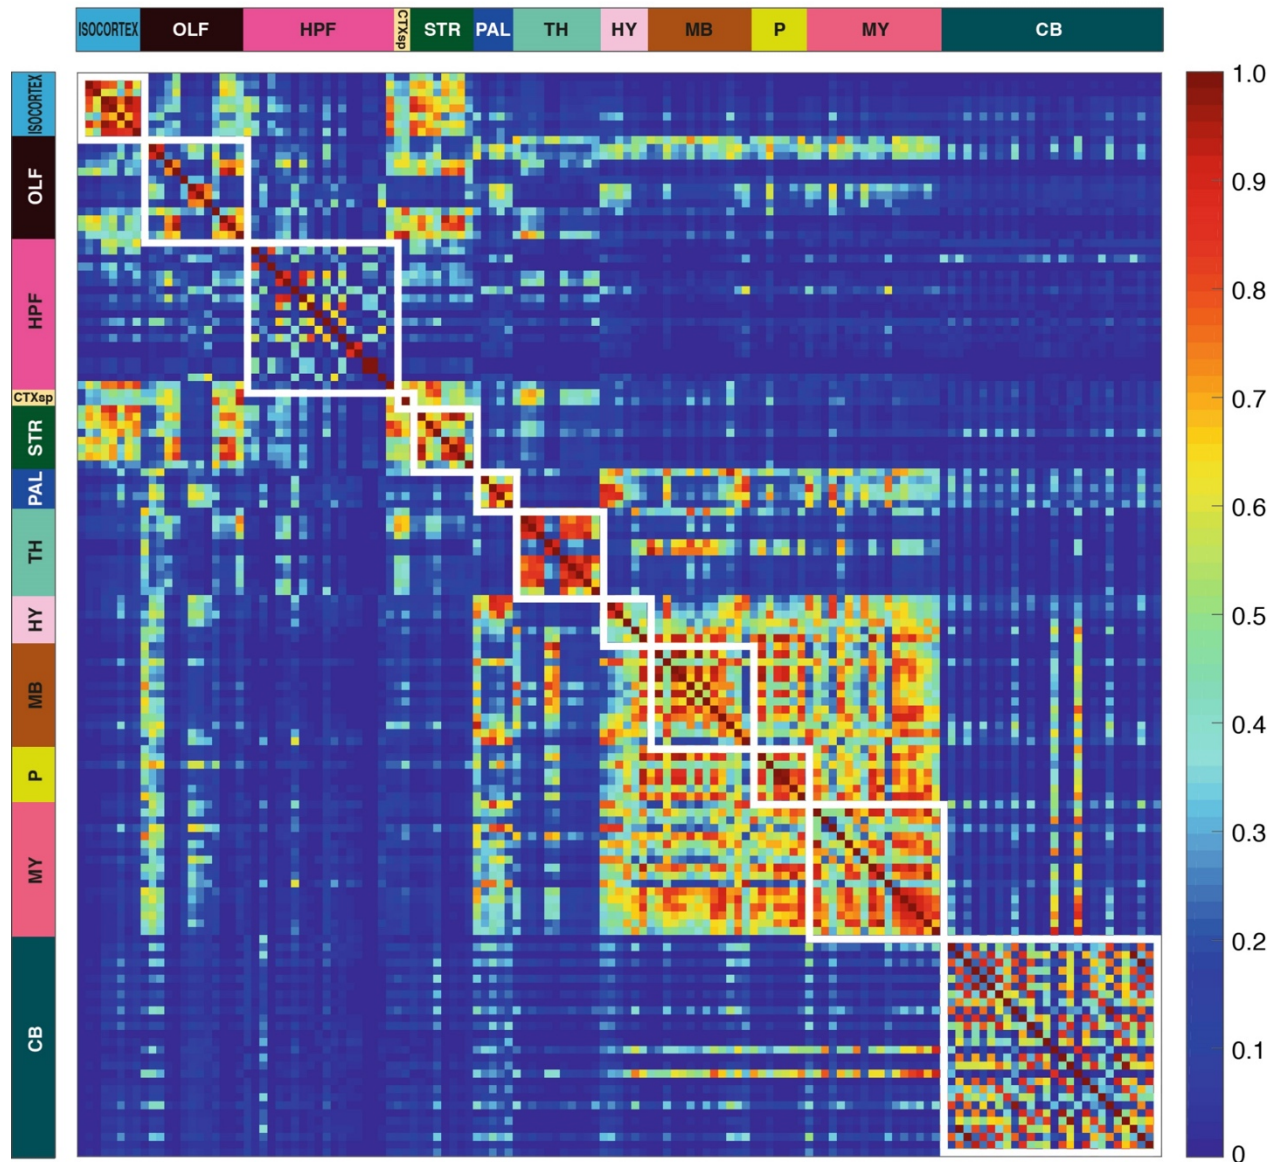 ISOCORTEX OLF HPF CTXsp STR PAL TH HY MB P MY CB
ISOCORTEX
OLF
HPF
CTXsp
STR
PAL
TH
HY
MB
P
MY
CB
1.0
0.9
0.8
0.7
0.6
0.5
0.4
0.3
0.2
0.1
0